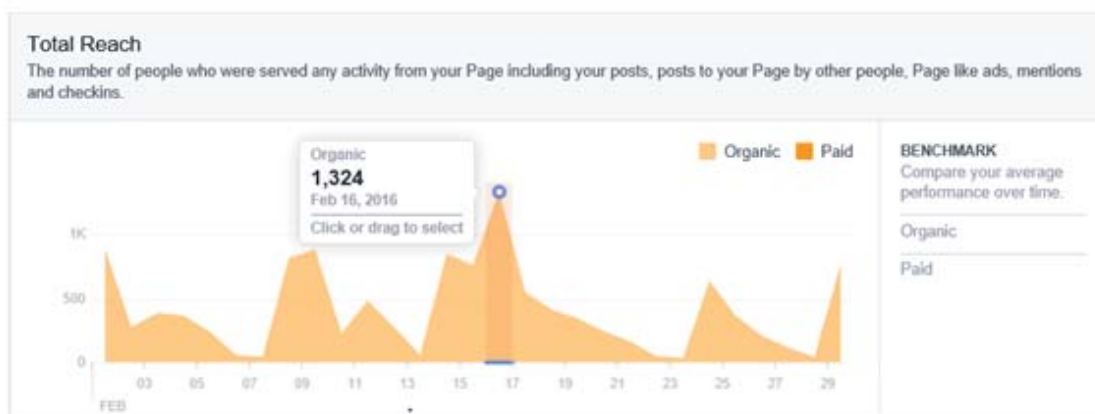 Total Reach
The number of people who were served any activity from your Page including your posts, posts to your Page by other people, Page like ads, mentions
and checkins.
Organic
1,324
Feb 16, 2016
Click or drag to select
Organic Paid
BENCHMARK
Compare your average
performance over time.
Organic
Paid
1K
500
0
03 05 07 09 11 13 15 17 19 21 23 25 27 29
FEB